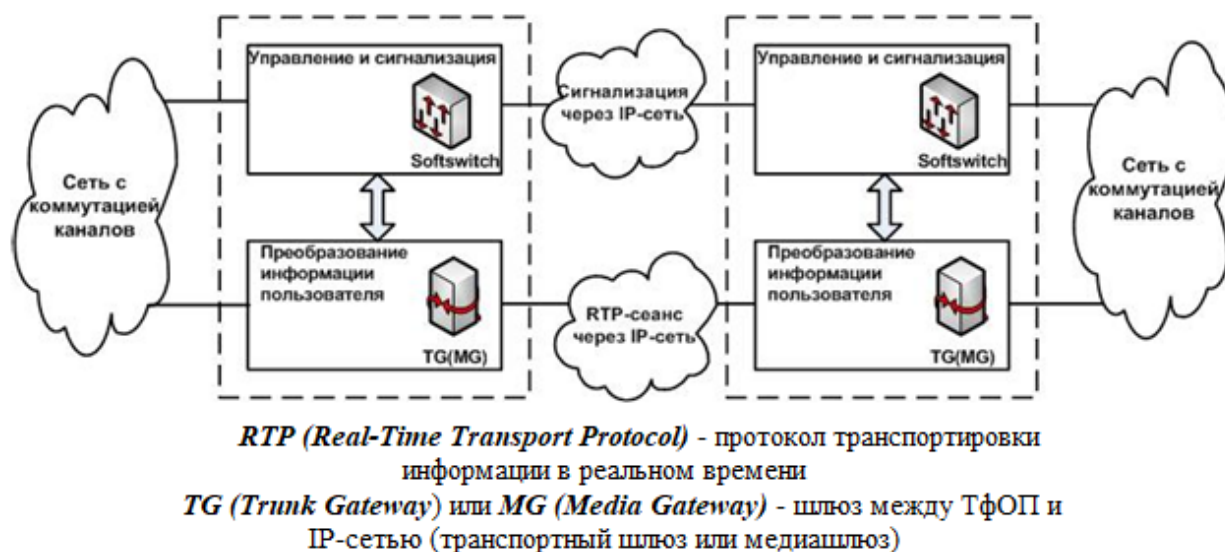 Управление и сигнализация
Softswitch
Сигнализация
через IP-сеть
Управление и сигнализация
Softswitch
Сеть с
коммутацией
каналов
Сеть с
коммутацией
каналов
Преобразование
информации
пользователя
TG(MG)
RTP-сеанс
через IP-сеть
Преобразование
информации
пользователя
TG(MG)
RTP (Real-Time Transport Protocol) - протокол транспортировки
информации в реальном времени
TG (Trunk Gateway) или MG (Media Gateway) - шлюз между ТфОП и
IP-сетью (транспортный шлюз или медиашлюз)